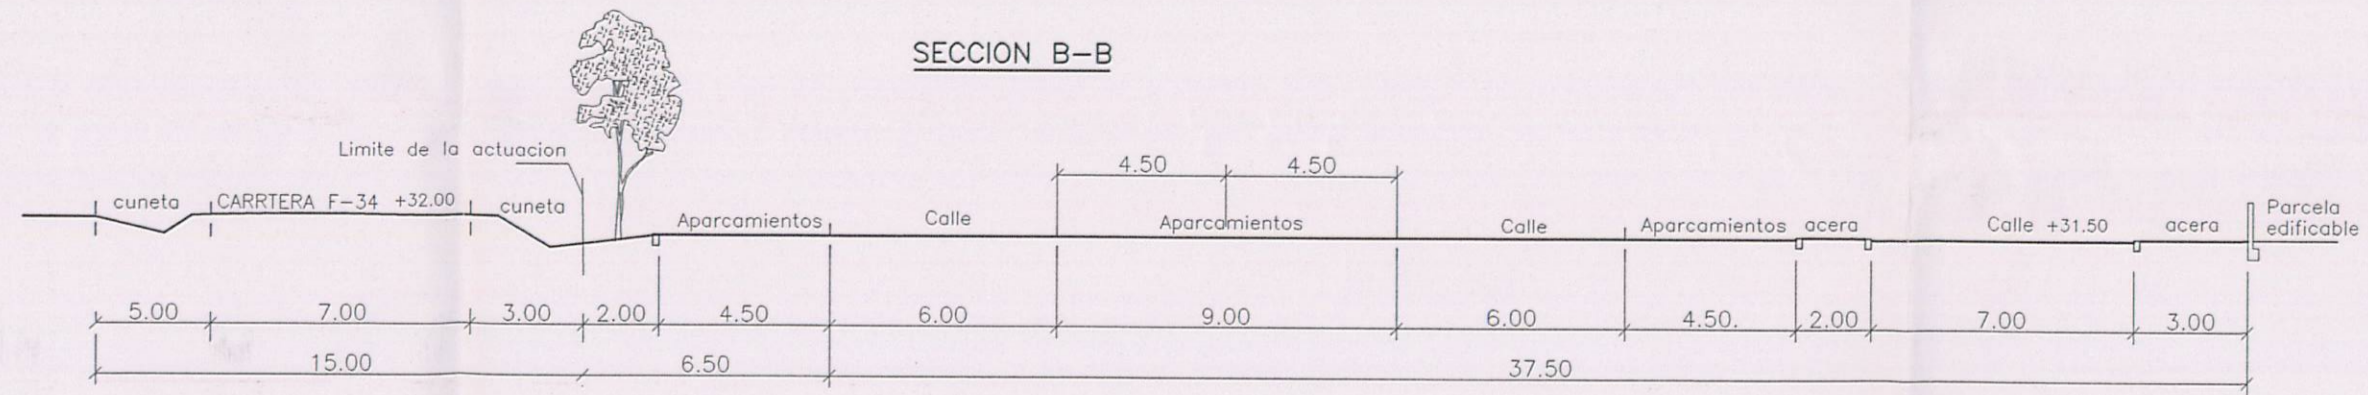 SECCION B-B
Limite de la actuacion
4.50 4.50
cuneta CARRTERA F-34 +32.00 cuneta
Aparcamientos Calle Aparcamientos Calle Aparcamientos acera Calle +31.50 acera
Parcela
edificable
5.00 7.00 3.00 2.00 4.50 6.00 9.00 6.00 4.50. 2.00 7.00 3.00
15.00 6.50 37.50